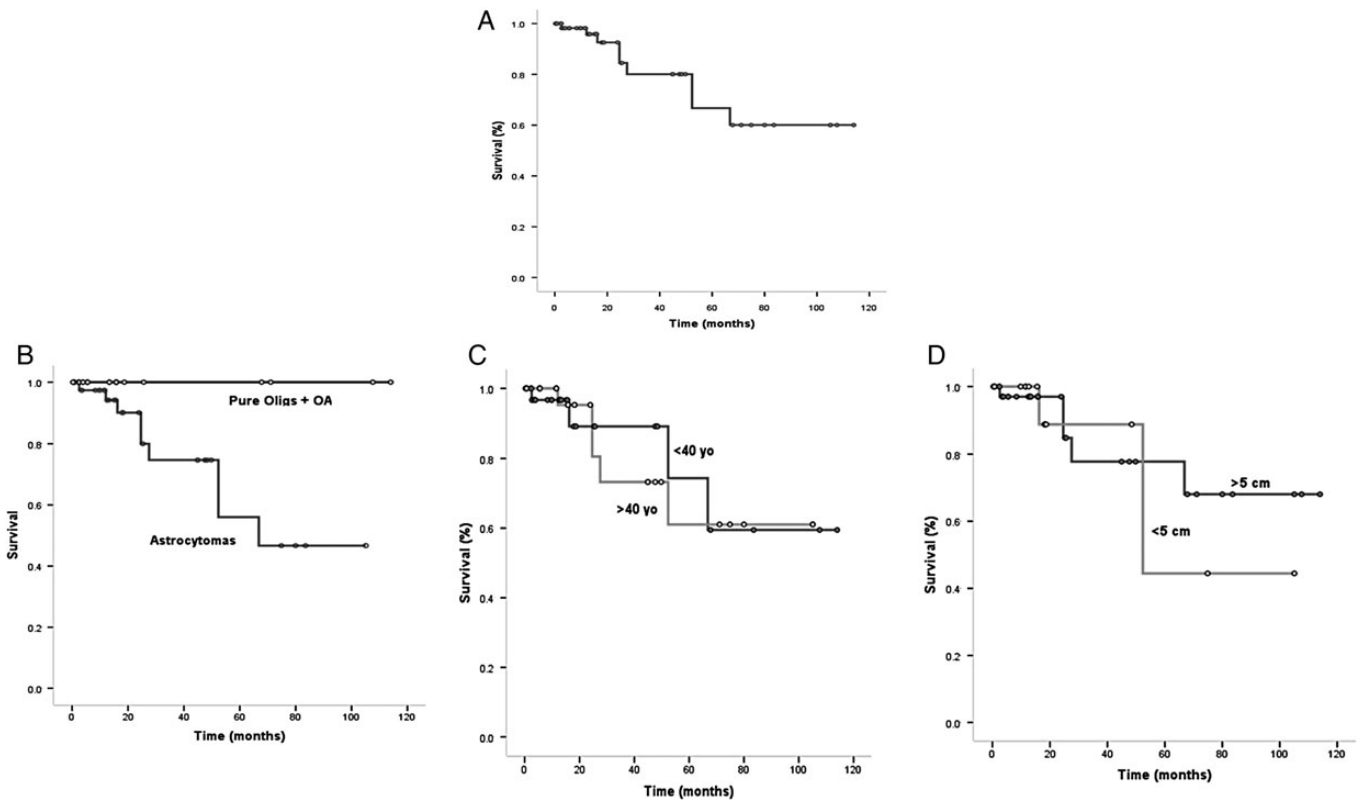 A
1.0
0.8
0.6
0.4
0.2
0.0
Survival (%)
0 20 40 60 80 100 120
Time (months)
B
1.0
0.8
0.6
0.4
0.2
0.0
Survival
Pure Oligs + OA
Astrocytomas
0 20 40 60 80 100 120
Time (months)
C
1.0
0.8
0.6
0.4
0.2
0.0
Survival (%)
<40 yo
>40 yo
0 20 40 60 80 100 120
Time (months)
D
1.0
0.8
0.6
0.4
0.2
0.0
Survival (%)
>5 cm
<5 cm
0 20 40 60 80 100 120
Time (months)